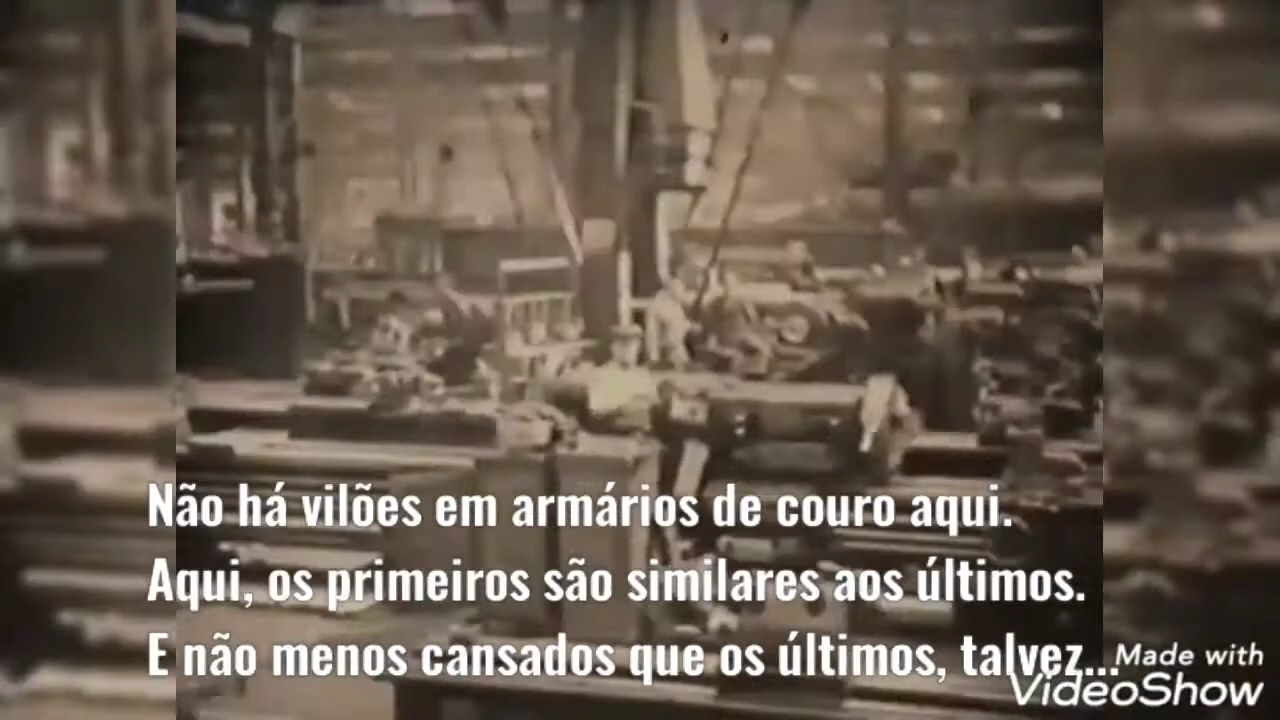 Não há vilões em armários de couro aqui.
Aqui, os primeiros são similares aos últimos.
E não menos cansados que os últimos, talvez...
Made with
VideoShow